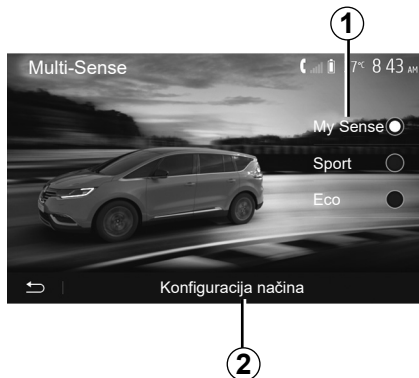 1
Multi-Sense 7°C 8 43 AM
My Sense
Sport
Eco
Konfiguracija načina
2